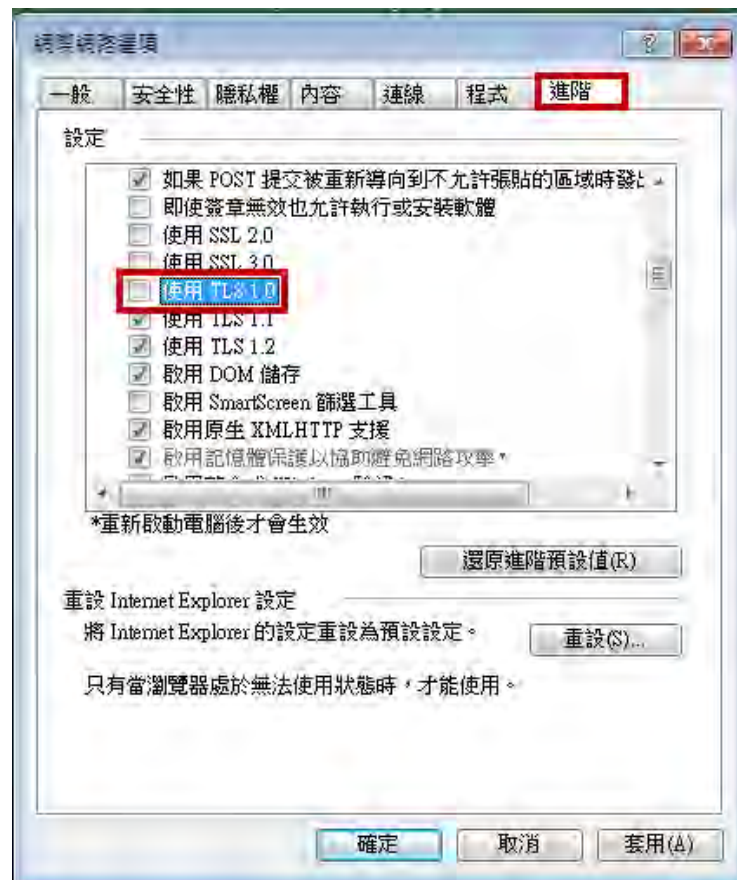 網際網路選項
一般 安全性 隱私權 內容 連線 程式 進階
設定
如果 POST 提交被重新導向到不允許張貼的區域時發
即使簽章無效也允許執行或安裝軟體
使用 SSL 2.0
使用 SSL 3.0
使用 TLS 1.0
使用 TLS 1.1
使用 TLS 1.2
啟用 DOM 儲存
啟用 SmartScreen 篩選工具
啟用原生 XMLHTTP 支援
啟用記憶體保護以協助避免網路攻擊*
*重新啟動電腦後才會生效
還原進階預設值(R)
重設 Internet Explorer 設定
將 Internet Explorer 的設定重設為預設設定。
重設(S)...
只有當瀏覽器處於無法使用狀態時，才能使用。
確定 取消 套用(A)